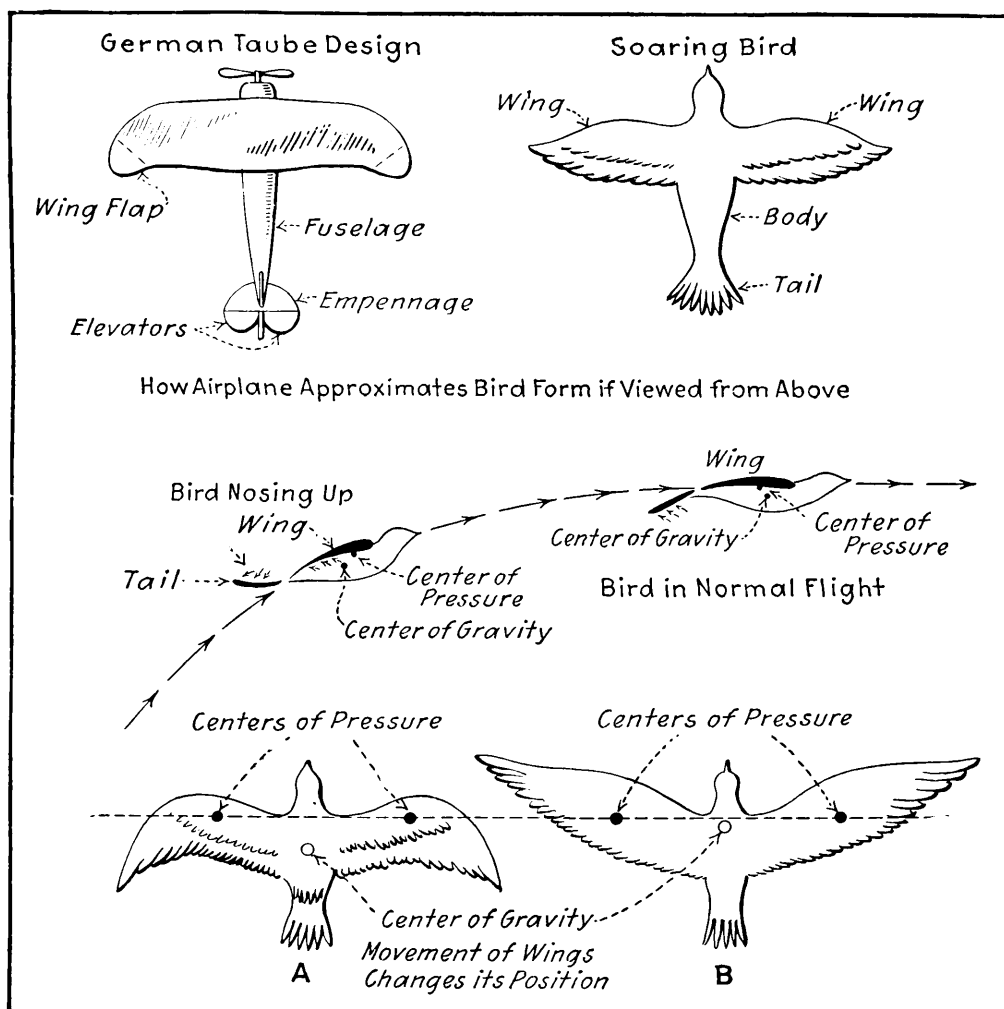 German Taube Design
Soaring Bird
Wing
Wing
Wing Flap
Fuselage
Body
Tail
Empennage
Elevators
How Airplane Approximates Bird Form if Viewed from Above
Bird Nosing Up
Wing
Tail
Center of
Pressure
Center of Gravity
Wing
Center of Gravity
Center of
Pressure
Bird in Normal Flight
Centers of Pressure
Centers of Pressure
Center of Gravity
Movement of Wings
Changes its Position
A
B